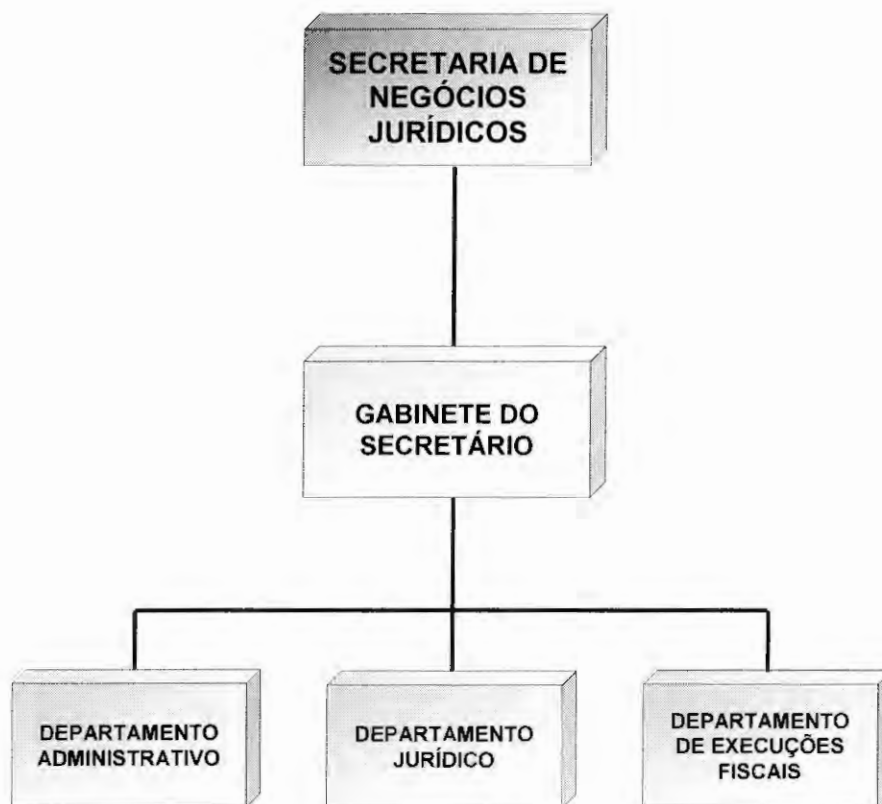 SECRETARIA DE
NEGÓCIOS
JURÍDICOS
GABINETE DO
SECRETÁRIO
DEPARTAMENTO
ADMINISTRATIVO
DEPARTAMENTO
JURÍDICO
DEPARTAMENTO
DE EXECUÇÕES
FISCAIS